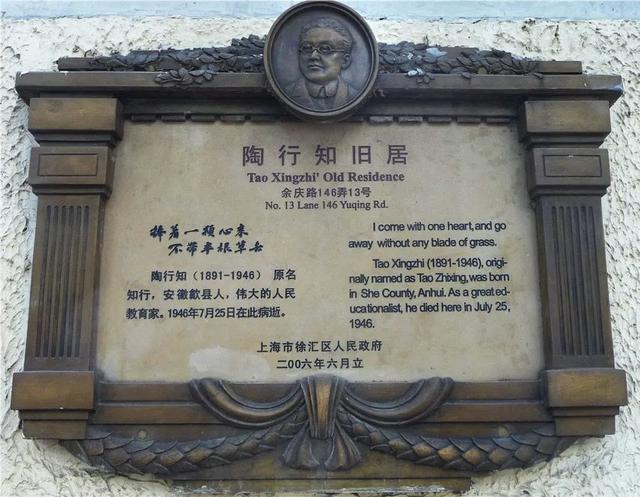 陶行知旧居
Tao Xingzhi' Old Residence
余庆路146弄13号
No. 13 Lane 146 Yuqing Rd.
捧着一颗心来
不带半根草去
陶行知（1891-1946） 原名
知行，安徽歙县人，伟大的人民
教育家。1946年7月25日在此病逝。
I come with one heart, and go
away without any blade of grass.
Tao Xingzhi (1891-1946), origi-
nally named as Tao Zhixing, was born
in She County, Anhui. As a great ed-
ucationalist, he died here in July 25,
1946.
上海市徐汇区人民政府
二00六年六月立